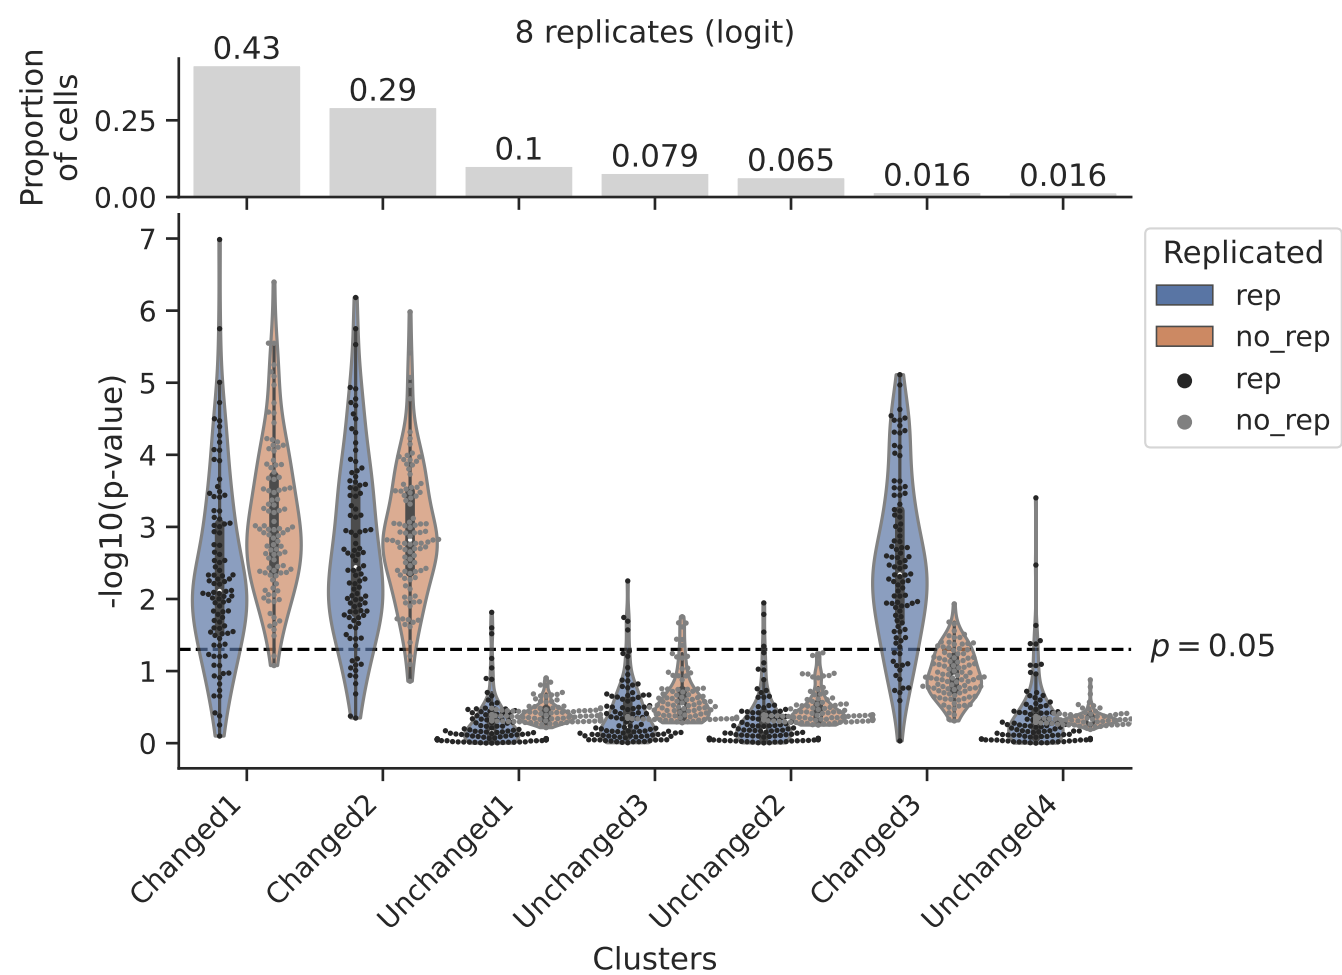 8 replicates (logit)
Proportion
of cells
0.25
0.00
0.43
0.29
0.1
0.079
0.065
0.016
0.016
-log10(p-value)
7
6
5
4
3
2
1
0
p = 0.05
Replicated
rep
no_rep
rep
no_rep
Changed1
Changed2
Unchanged1
Unchanged3
Unchanged2
Changed3
Unchanged4
Clusters